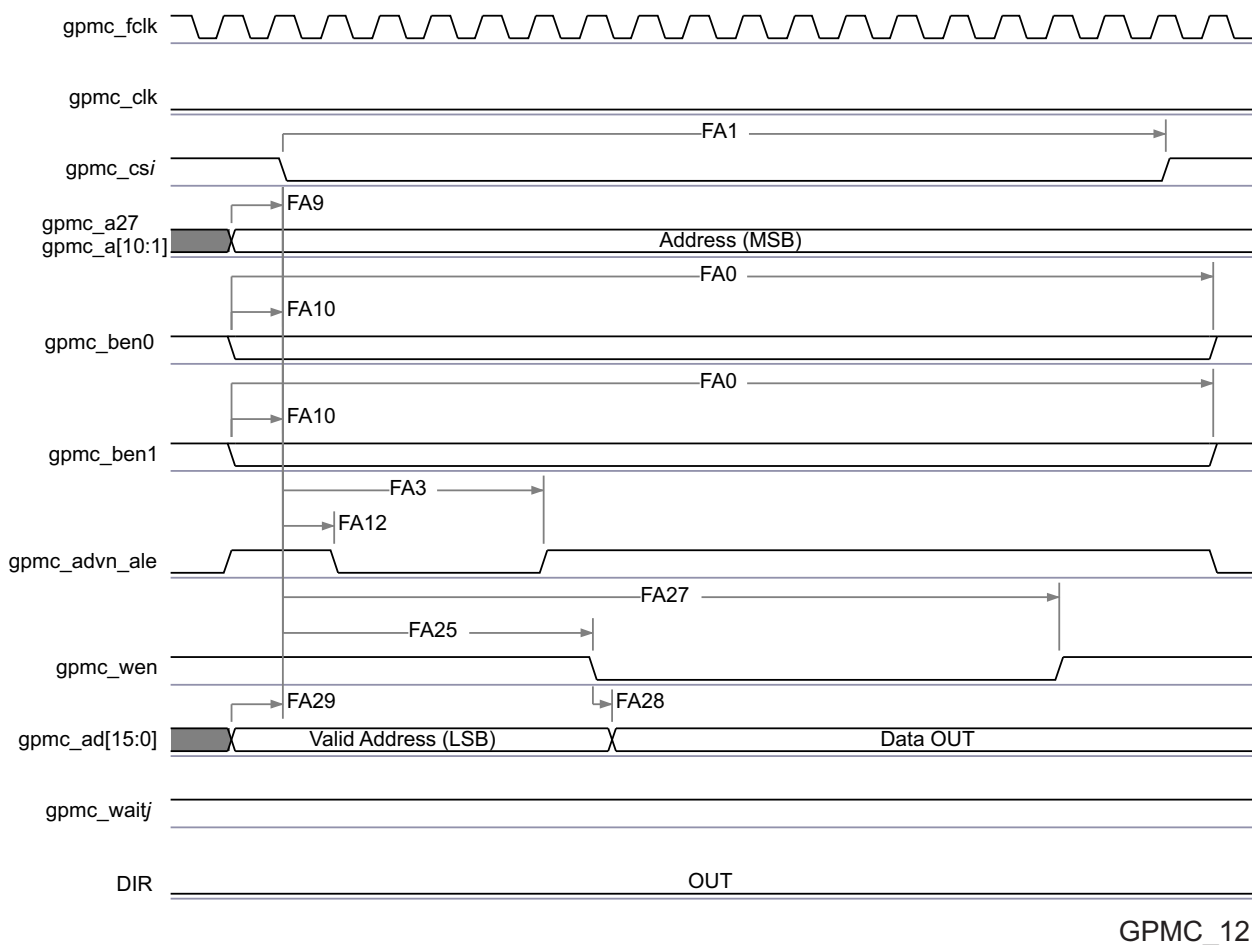 gpmc_fclk
gpmc_clk
FA1
gpmc_csi
FA9
gpmc_a27
gpmc_a[10:1]
Address (MSB)
FA0
FA10
gpmc_ben0
FA0
FA10
gpmc_ben1
FA3
FA12
gpmc_advn_ale
FA27
FA25
gpmc_wen
FA29
FA28
gpmc_ad[15:0]
Valid Address (LSB)
Data OUT
gpmc_waitj
DIR
OUT
GPMC_12